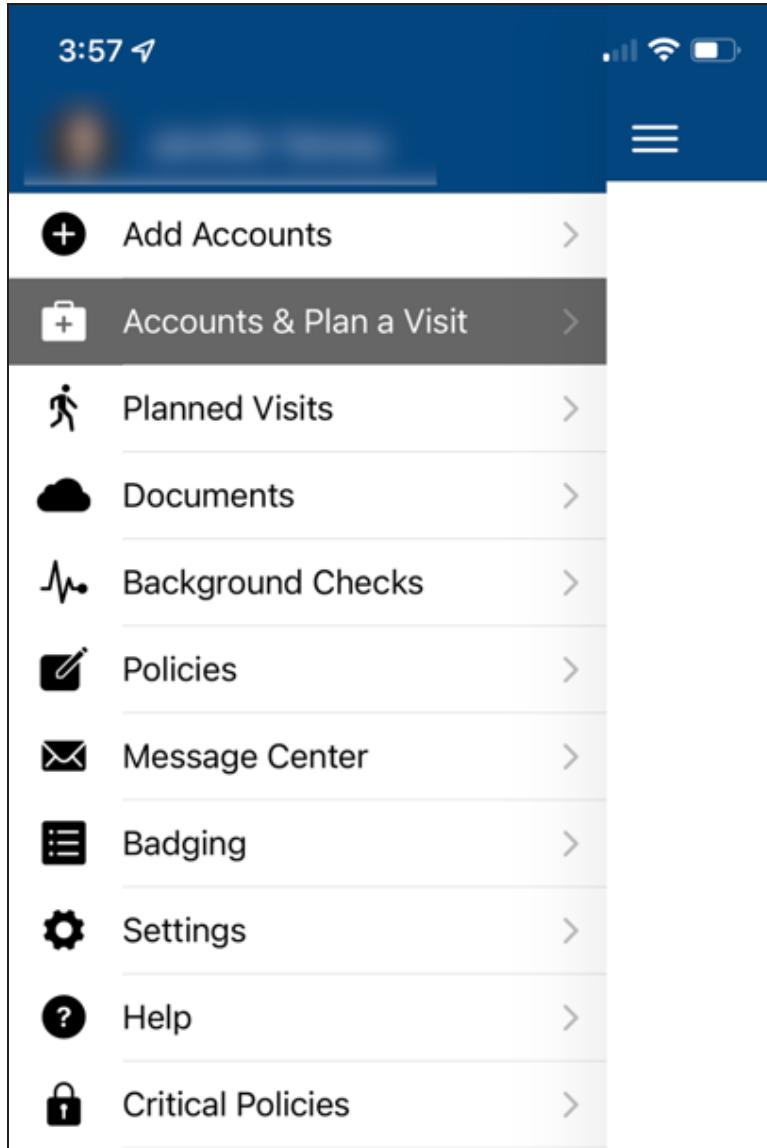 3:57
Add Accounts
Accounts & Plan a Visit
Planned Visits
Documents
Background Checks
Policies
Message Center
Badging
Settings
Help
Critical Policies